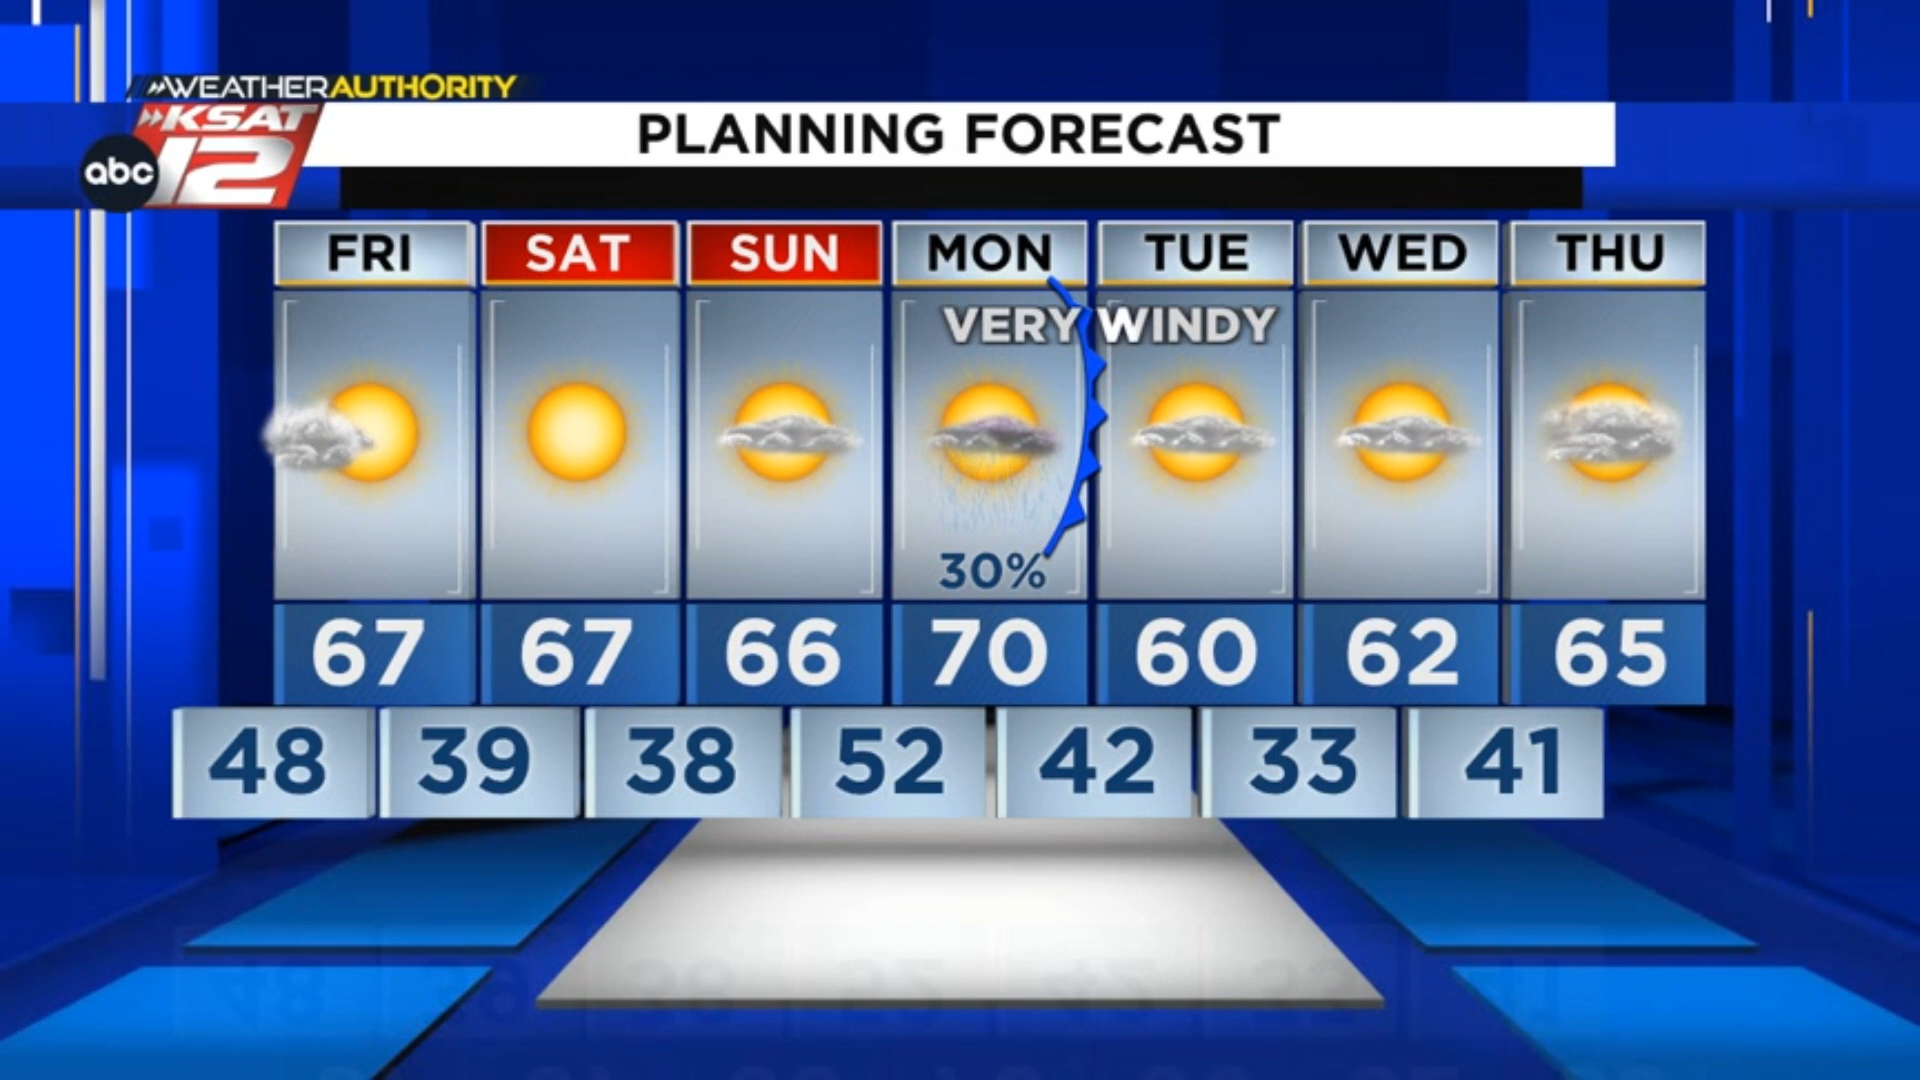 WEATHERAUTHORITY
KSAT
abc 12
PLANNING FORECAST
FRI SAT SUN MON TUE WED THU
VERY WINDY
30%
67 67 66 70 60 62 65
48 39 38 52 42 33 41